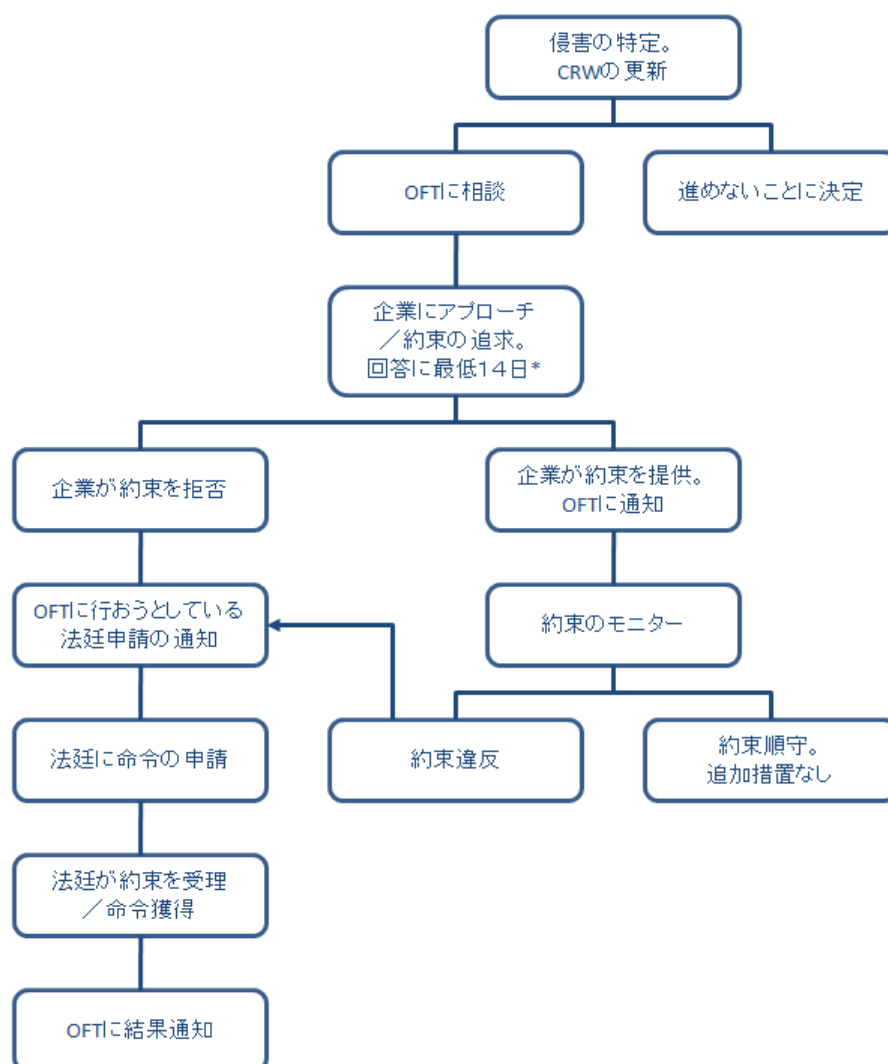 侵害の特定。
CRWの更新
OFTに相談
進めないことに決定
企業にアプローチ
／約束の追求。
回答に最低１４日*
企業が約束を拒否
企業が約束を提供。
OFTに通知
OFTに行おうとしている
法廷申請の通知
約束のモニター
法廷に命令の申請
約束違反
約束順守。
追加措置なし
法廷が約束を受理
／命令獲得
OFTに結果通知